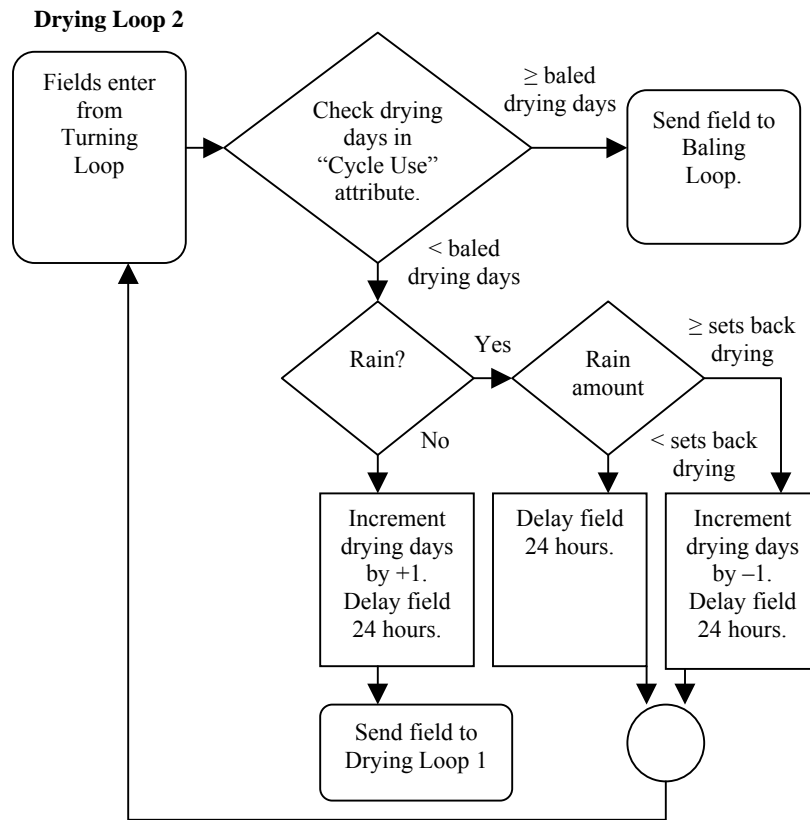 Drying Loop 2
Fields enter
from
Turning
Loop
Check drying
days in
“Cycle Use”
attribute.
≥ baled
drying days
Send field to
Baling
Loop.
< baled
drying days
Rain?
Yes
Rain
amount
≥ sets back
drying
No
< sets back
drying
Increment
drying days
by +1.
Delay field
24 hours.
Delay field
24 hours.
Increment
drying days
by –1.
Delay field
24 hours.
Send field to
Drying Loop 1